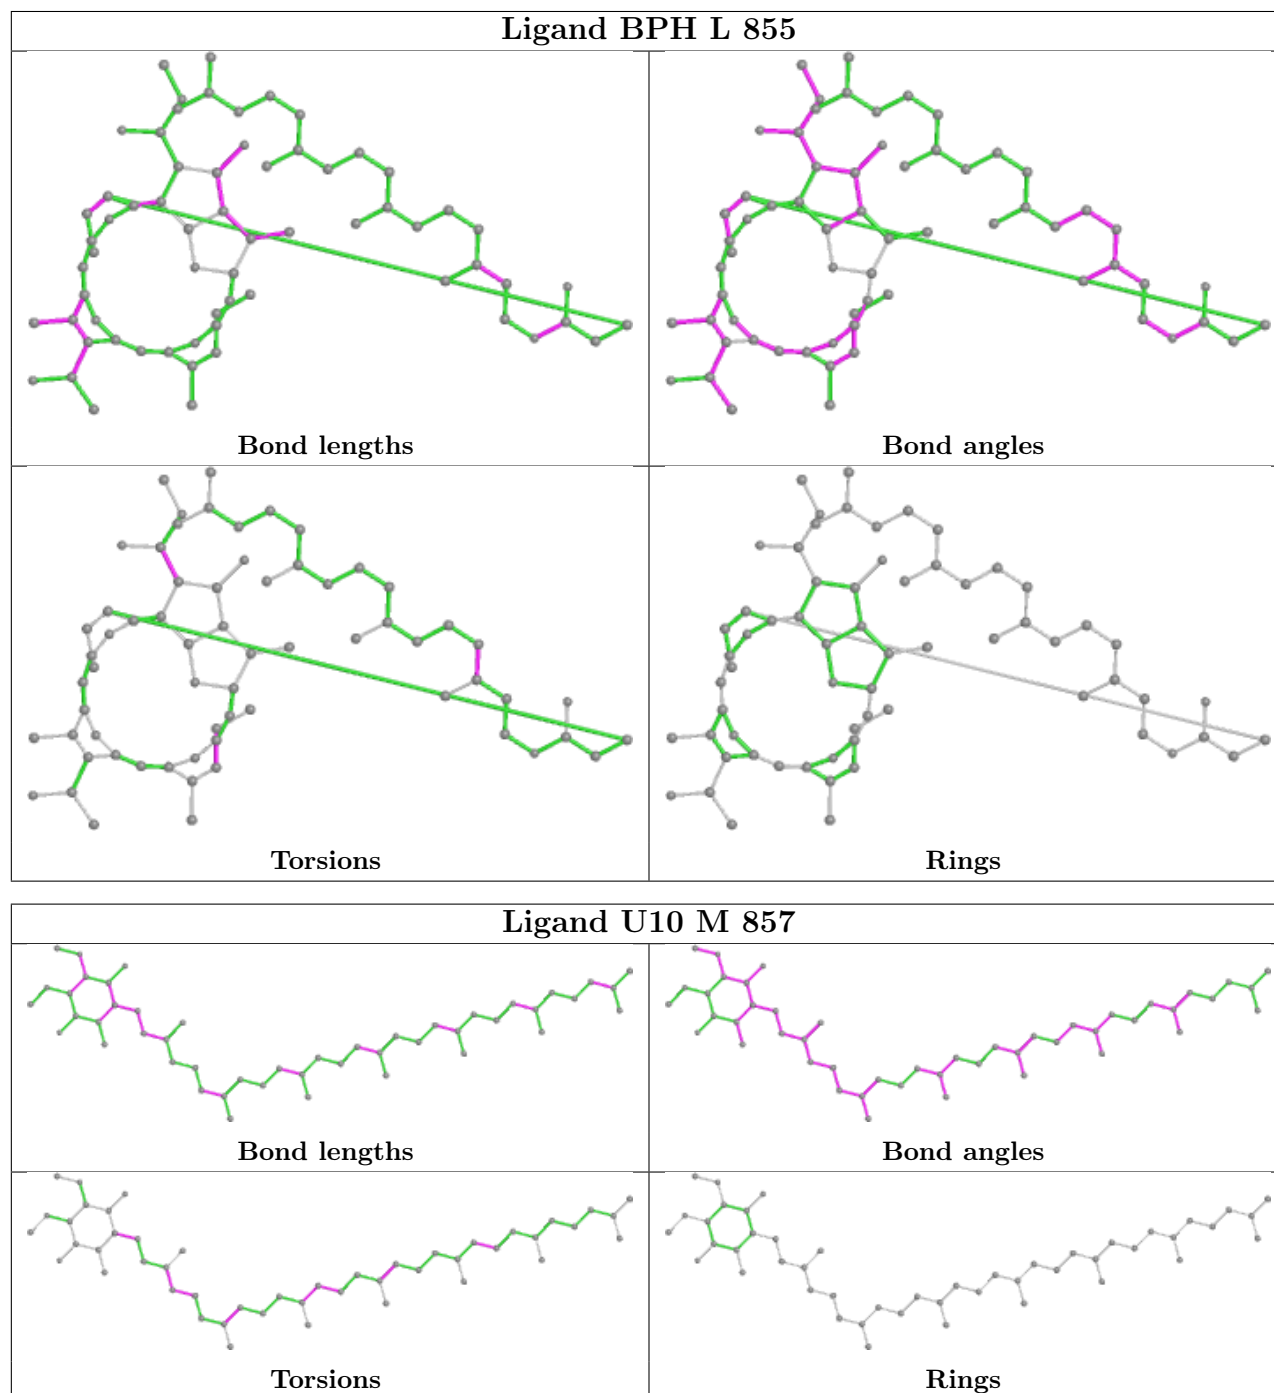 Ligand BPH L 855
Bond lengths
Bond angles
Torsions
Rings
Ligand U10 M 857
Bond lengths
Bond angles
Torsions
Rings